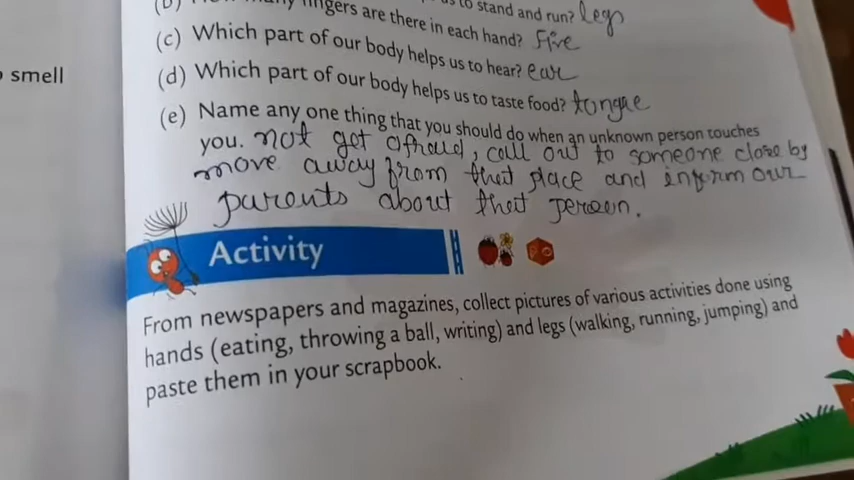 to stand and run? legs
fingers are there in each hand? Five
(c) Which part of our body helps us to hear? ear
smell
(d) Which part of our body helps us to taste food? tongue
(e) Name any one thing that you should do when an unknown person touches
you. not get afraid, call out to someone close by
move away from that place and inform our
parents about that person.
Activity
From newspapers and magazines, collect pictures of various activities done using
hands (eating, throwing a ball, writing) and legs (walking, running, jumping) and
paste them in your scrapbook.